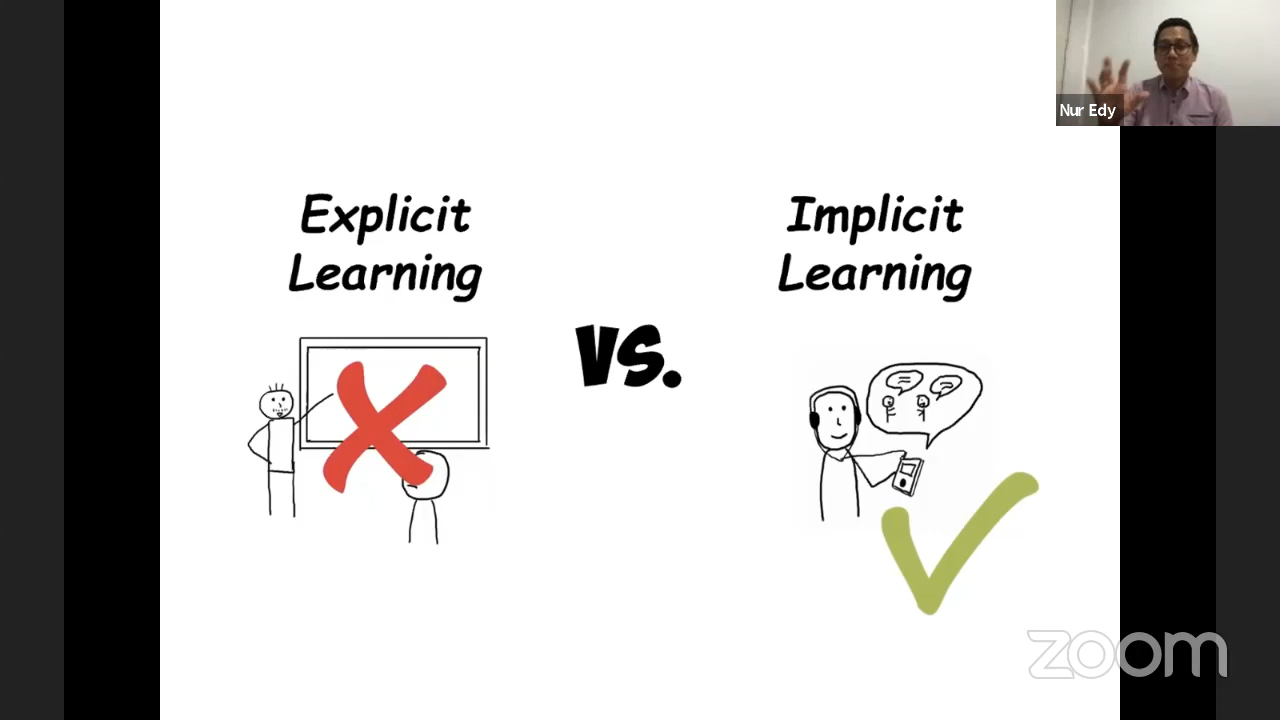 Nur Edy
Explicit
Learning
Implicit
Learning
VS.
zoom